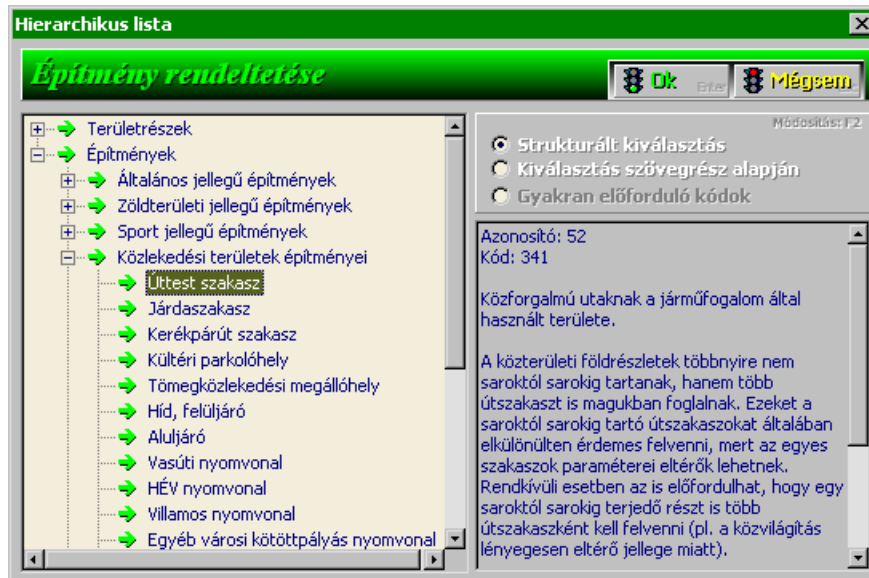 Hierarchikus lista
Építmény rendeltetése
Ok
Enter
Mégsem
Területrészek
Építmények
Általános jellegű építmények
Zöldterületi jellegű építmények
Sport jellegű építmények
Közlekedési területek építményei
Úttest szakasz
Járdaszakasz
Kerékpárút szakasz
Kültéri parkolóhely
Tömegközlekedési megállóhely
Híd, felüljáró
Aluljáró
Vasúti nyomvonal
HÉV nyomvonal
Villamos nyomvonal
Egyéb városi kötöttpályás nyomvonal
Módosítás: F2
Strukturált kiválasztás
Kiválasztás szövegrész alapján
Gyakran előforduló kódok
Azonosító: 52
Kód: 341
Közforgalmú utaknak a járműfogalom által
használt területe.
A közterületi földrészletek többnyire nem
saroktól sarokig tartanak, hanem több
útszakaszt is magukban foglalnak. Ezeket a
saroktól sarokig tartó útszakaszokat általában
elkülönülten érdemes felvenni, mert az egyes
szakaszok paraméterei eltérők lehetnek.
Rendkívüli esetben az is előfordulhat, hogy egy
saroktól sarokig terjedő részt is több
útszakaszként kell felvenni (pl. a közvilágítás
lényegesen eltérő jellege miatt).